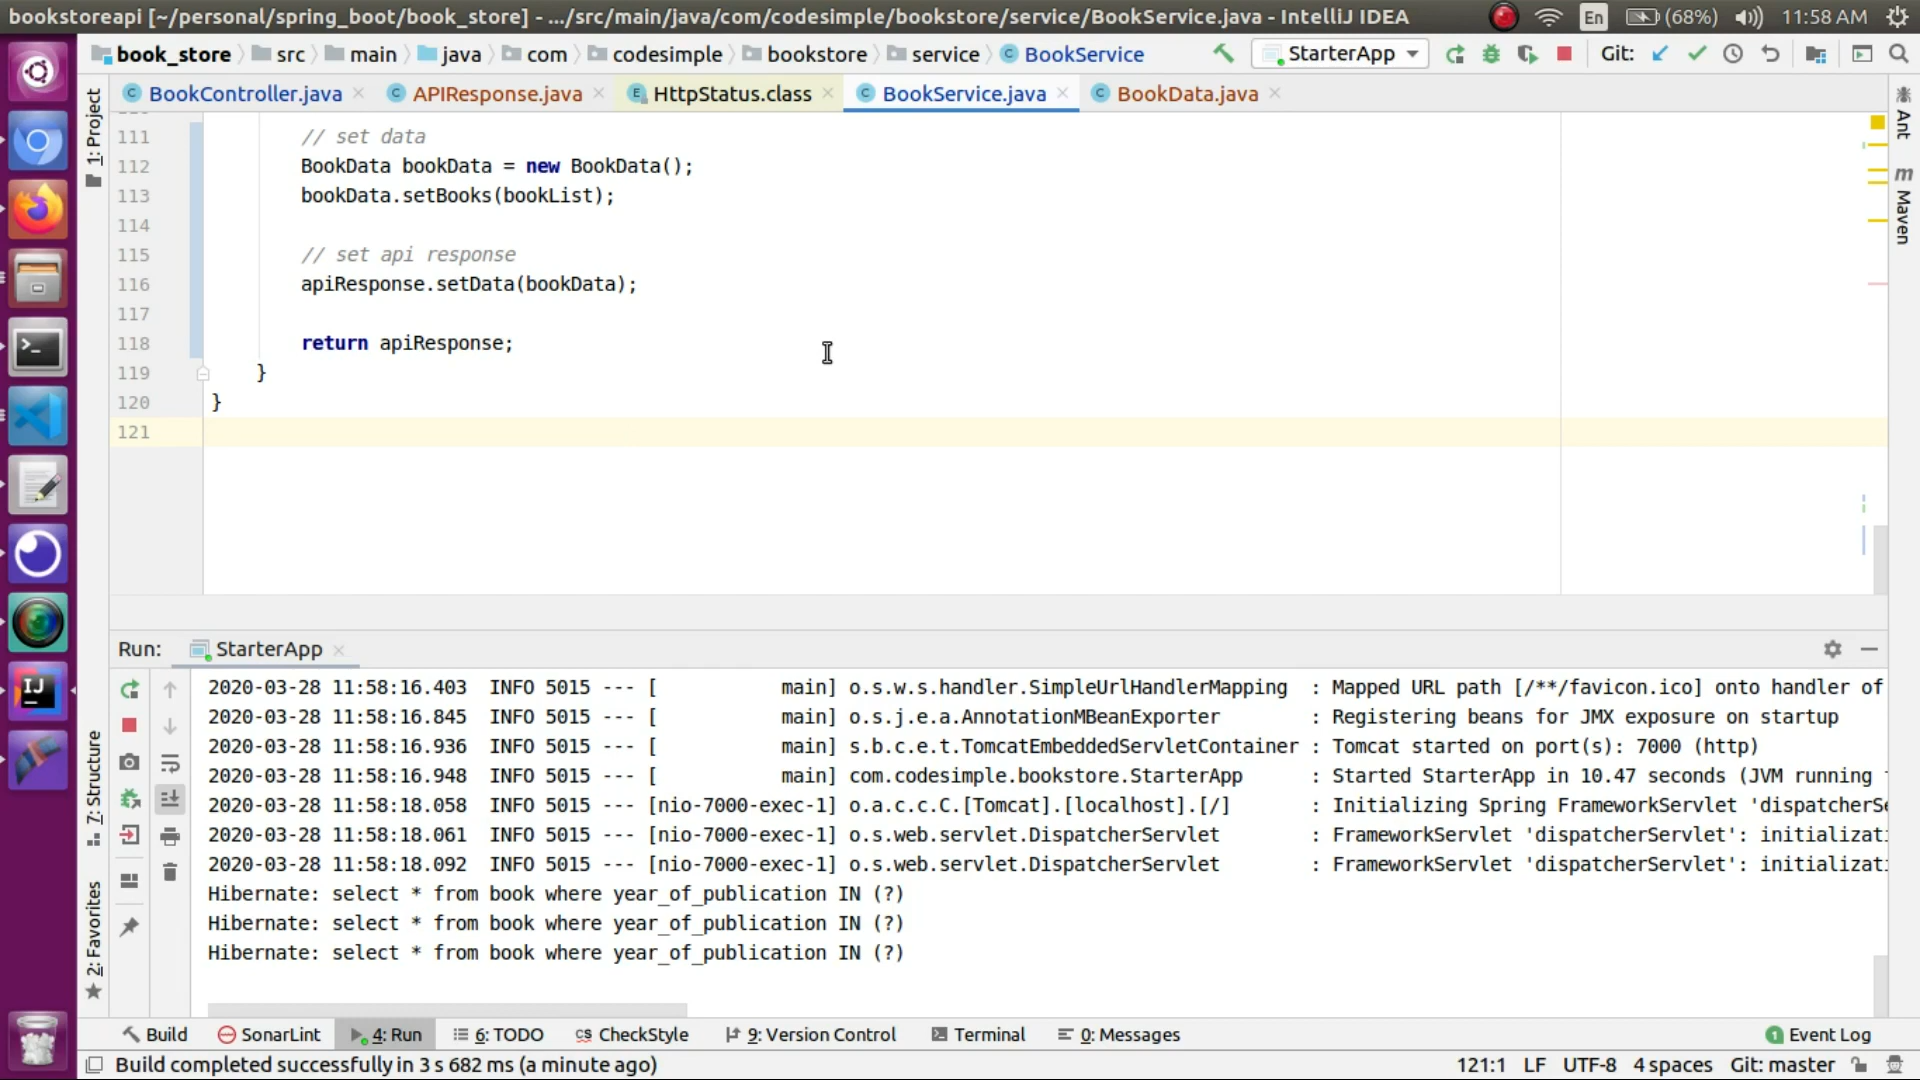 bookstoreapi [~/personal/spring_boot/book_store] - .../src/main/java/com/codesimple/bookstore/service/BookService.java - IntelliJ IDEA
En (68%) 11:58 AM
book_store src main java com codesimple bookstore service BookService StarterApp Git:
BookController.java APIResponse.java HttpStatus.class BookService.java BookData.java
1: Project
Ant
Maven
111 // set data
112 BookData bookData = new BookData();
113 bookData.setBooks(bookList);
114
115 // set api response
116 apiResponse.setData(bookData);
117
118 return apiResponse;
119 }
120 }
121
Run: StarterApp
7: Structure
2: Favorites
2020-03-28 11:58:16.403 INFO 5015 --- [ main] o.s.w.s.handler.SimpleUrlHandlerMapping : Mapped URL path [/**/favicon.ico] onto handler of
2020-03-28 11:58:16.845 INFO 5015 --- [ main] o.s.j.e.a.AnnotationMBeanExporter : Registering beans for JMX exposure on startup
2020-03-28 11:58:16.936 INFO 5015 --- [ main] s.b.c.e.t.TomcatEmbeddedServletContainer : Tomcat started on port(s): 7000 (http)
2020-03-28 11:58:16.948 INFO 5015 --- [ main] com.codesimple.bookstore.StarterApp : Started StarterApp in 10.47 seconds (JVM running
2020-03-28 11:58:18.058 INFO 5015 --- [nio-7000-exec-1] o.a.c.c.C.[Tomcat].[localhost].[/] : Initializing Spring FrameworkServlet 'dispatcherSe
2020-03-28 11:58:18.061 INFO 5015 --- [nio-7000-exec-1] o.s.web.servlet.DispatcherServlet : FrameworkServlet 'dispatcherServlet': initializati
2020-03-28 11:58:18.092 INFO 5015 --- [nio-7000-exec-1] o.s.web.servlet.DispatcherServlet : FrameworkServlet 'dispatcherServlet': initializati
Hibernate: select * from book where year_of_publication IN (?)
Hibernate: select * from book where year_of_publication IN (?)
Hibernate: select * from book where year_of_publication IN (?)
Build SonarLint 4: Run 6: TODO CheckStyle 9: Version Control Terminal 0: Messages 1 Event Log
Build completed successfully in 3 s 682 ms (a minute ago) 121:1 LF UTF-8 4 spaces Git: master